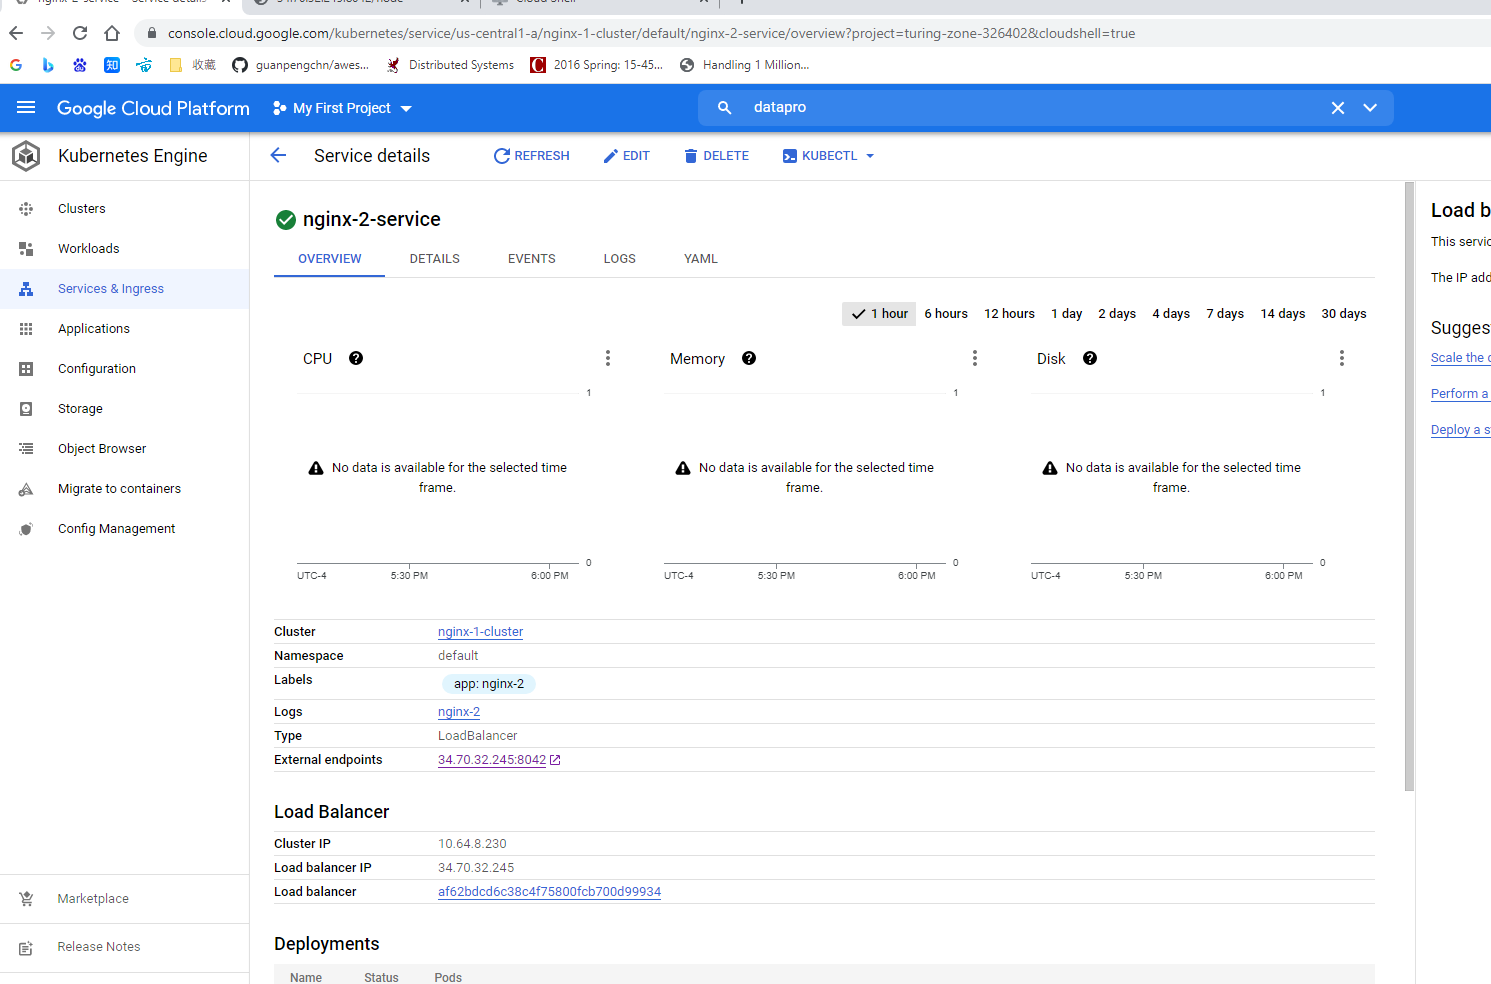 console.cloud.google.com/kubernetes/service/us-central1-a/nginx-1-cluster/default/nginx-2-service/overview?project=turing-zone-326402&cloudshell=true
收藏 guanpengchn/awes... Distributed Systems 2016 Spring: 15-45... Handling 1 Million...
Google Cloud Platform My First Project datapro
Kubernetes Engine
Service details REFRESH EDIT DELETE KUBECTL
Clusters
Workloads
Services & Ingress
Applications
Configuration
Storage
Object Browser
Migrate to containers
Config Management
Marketplace
Release Notes
nginx-2-service
OVERVIEW DETAILS EVENTS LOGS YAML
1 hour 6 hours 12 hours 1 day 2 days 4 days 7 days 14 days 30 days
CPU
1
No data is available for the selected time
frame.
0
UTC-4 5:30 PM 6:00 PM
Memory
1
No data is available for the selected time
frame.
0
UTC-4 5:30 PM 6:00 PM
Disk
1
No data is available for the selected time
frame.
0
UTC-4 5:30 PM 6:00 PM
Cluster nginx-1-cluster
Namespace default
Labels app: nginx-2
Logs nginx-2
Type LoadBalancer
External endpoints 34.70.32.245:8042
Load Balancer
Cluster IP 10.64.8.230
Load balancer IP 34.70.32.245
Load balancer af62bdcd6c38c4f75800fcb700d99934
Deployments
Name Status Pods
Load b
This servic
The IP add
Sugges
Scale the
Perform a
Deploy a s